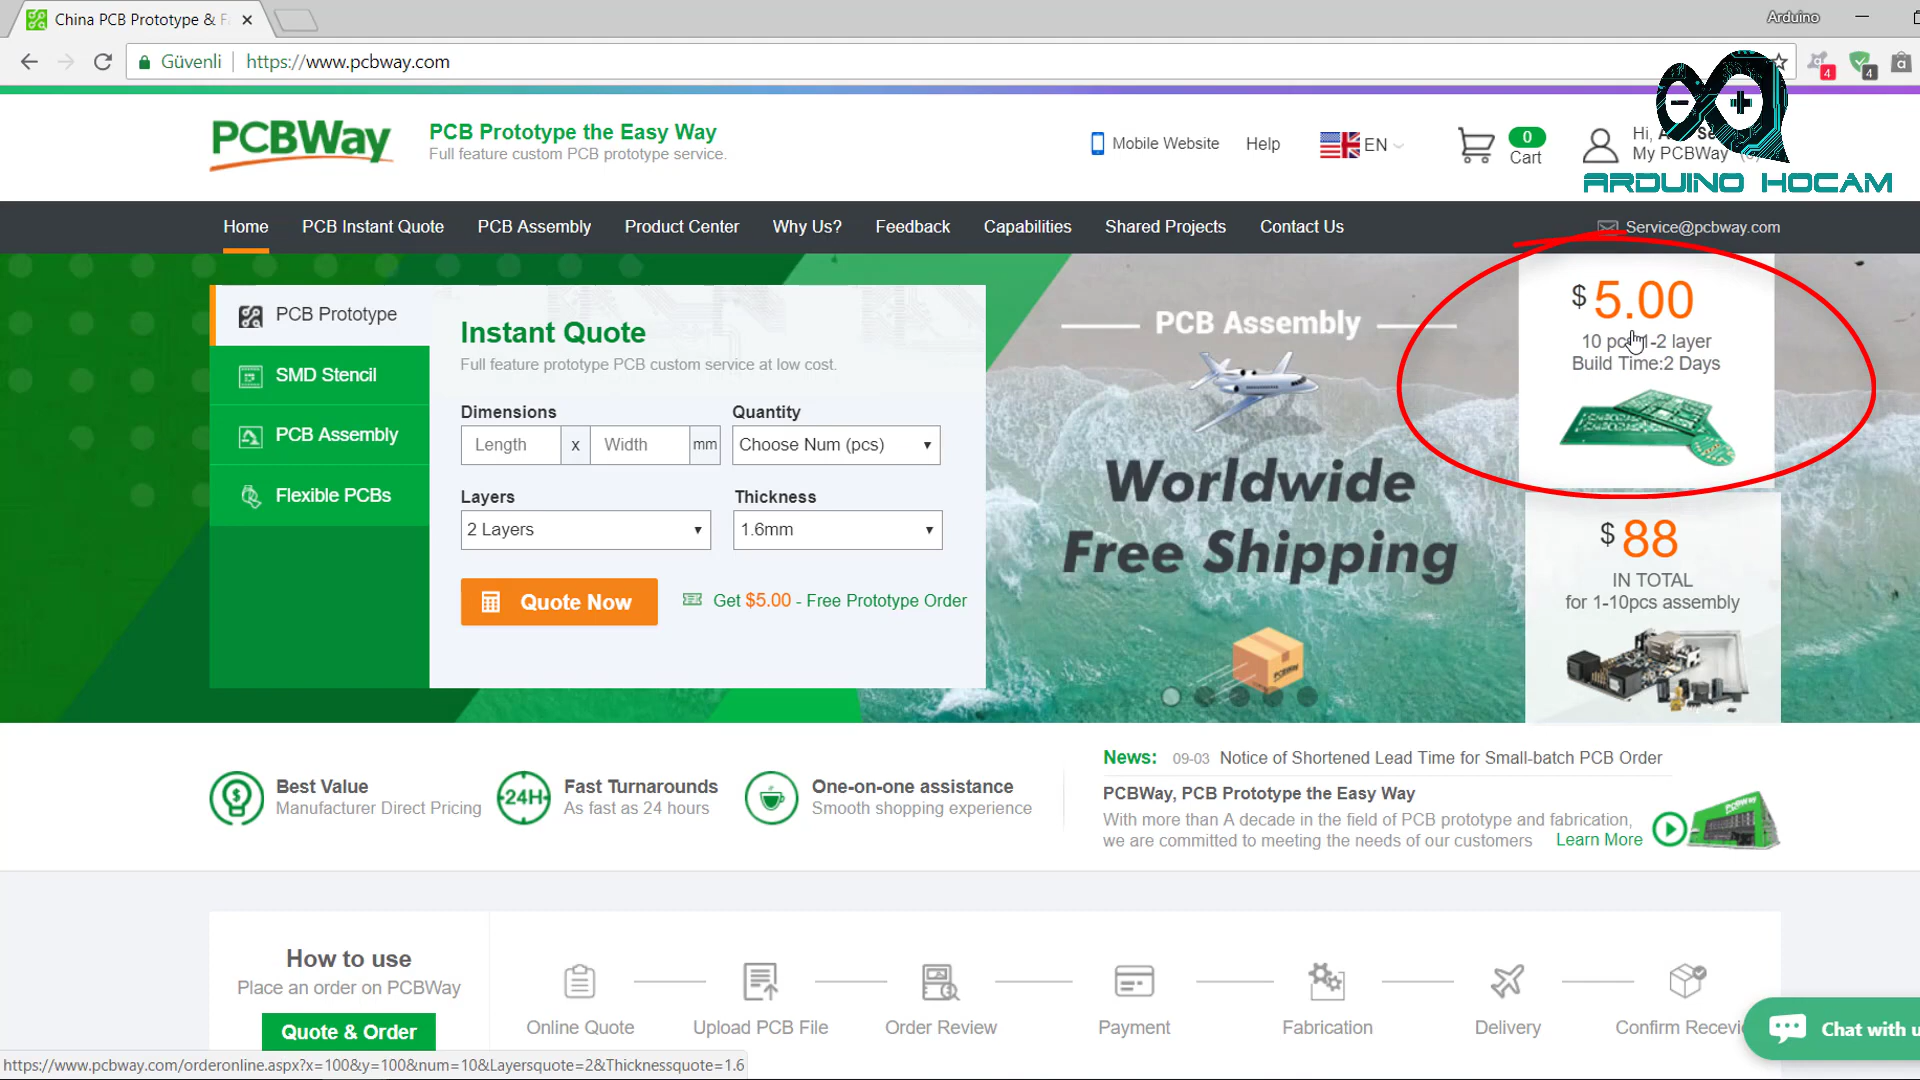 China PCB Prototype & F
Arduino
Güvenli
https://www.pcbway.com
4
4
PCBWay
PCB Prototype the Easy Way
Full feature custom PCB prototype service.
Mobile Website
Help
EN
0
Cart
Hi,
My PCBWay
ARDUINO HOCAM
Home
PCB Instant Quote
PCB Assembly
Product Center
Why Us?
Feedback
Capabilities
Shared Projects
Contact Us
Service@pcbway.com
PCB Prototype
SMD Stencil
PCB Assembly
Flexible PCBs
Instant Quote
Full feature prototype PCB custom service at low cost.
Dimensions
Quantity
Length x Width mm
Choose Num (pcs)
Layers
Thickness
2 Layers
1.6mm
Quote Now
Get $5.00 - Free Prototype Order
PCB Assembly
Worldwide
Free Shipping
$ 5.00
10 pcs 1-2 layer
Build Time:2 Days
$ 88
IN TOTAL
for 1-10pcs assembly
Best Value
Manufacturer Direct Pricing
24H
Fast Turnarounds
As fast as 24 hours
One-on-one assistance
Smooth shopping experience
News: 09-03 Notice of Shortened Lead Time for Small-batch PCB Order
PCBWay, PCB Prototype the Easy Way
With more than A decade in the field of PCB prototype and fabrication,
we are committed to meeting the needs of our customers Learn More
PCBWay
How to use
Place an order on PCBWay
Quote & Order
Online Quote
Upload PCB File
Order Review
Payment
Fabrication
Delivery
Confirm Recevi
Chat with u
https://www.pcbway.com/orderonline.aspx?x=100&y=100&num=10&Layersquote=2&Thicknessquote=1.6